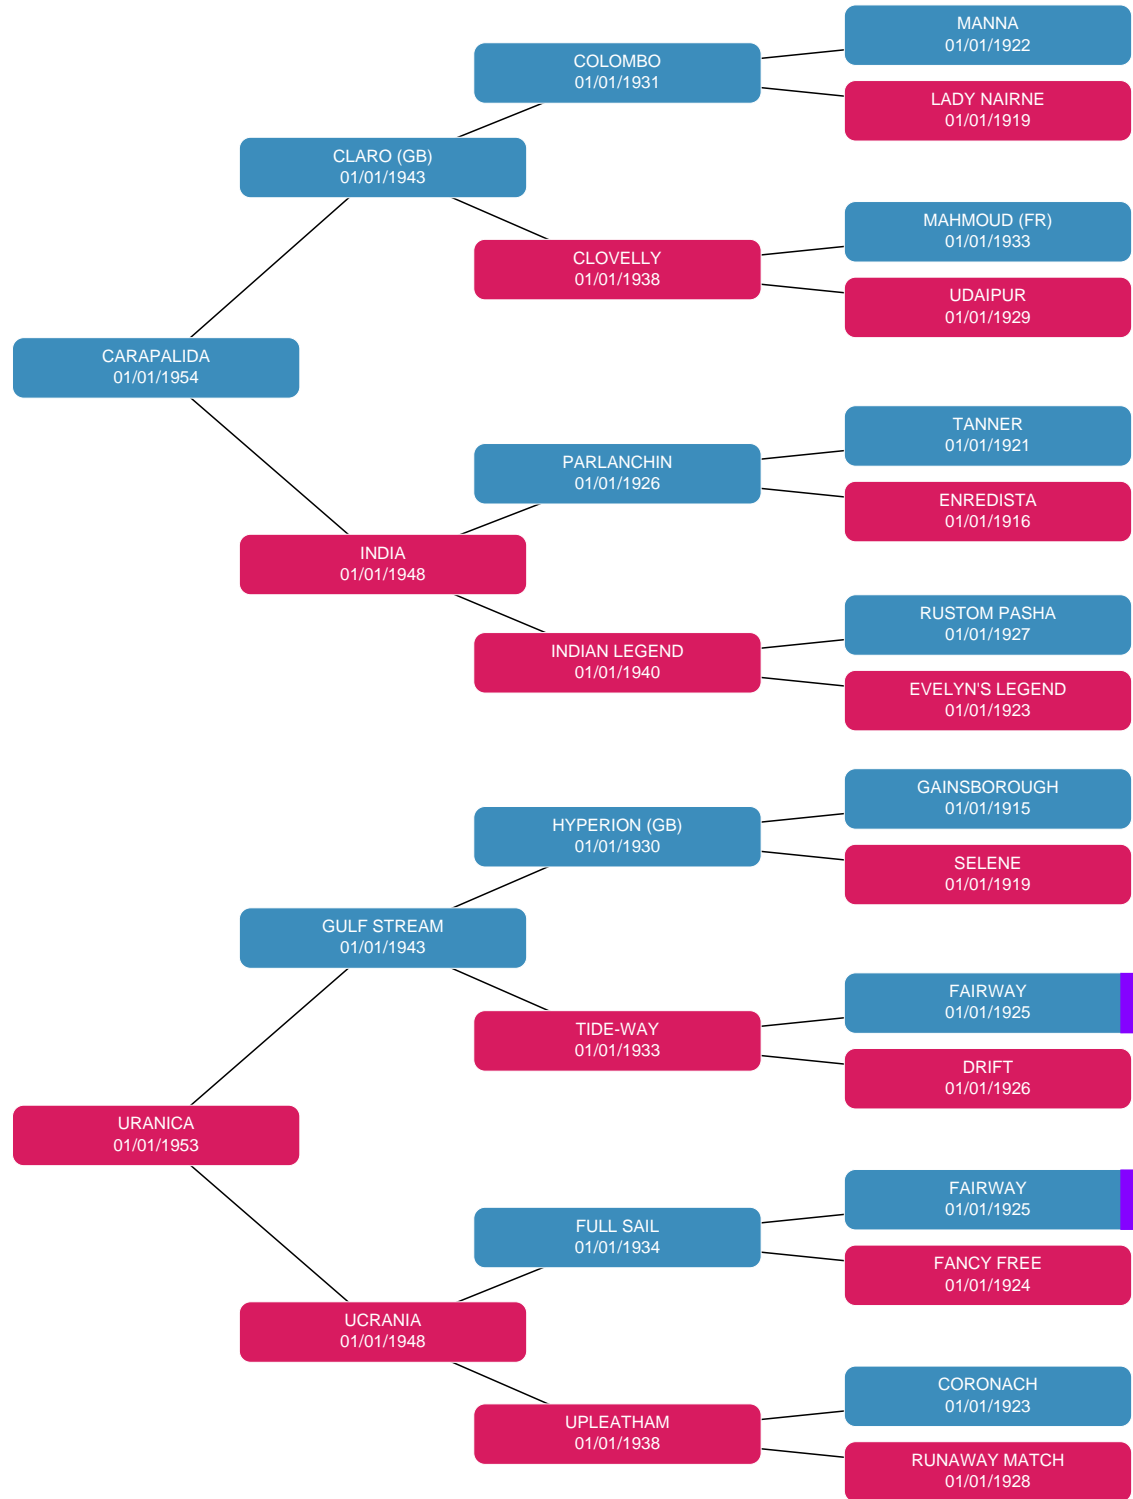 MANNA
01/01/1922
COLOMBO
01/01/1931
LADY NAIRNE
01/01/1919
CLARO (GB)
01/01/1943
MAHMOUD (FR)
01/01/1933
CLOVELLY
01/01/1938
UDAIPUR
01/01/1929
CARAPALIDA
01/01/1954
TANNER
01/01/1921
PARLANCHIN
01/01/1926
ENREDISTA
01/01/1916
INDIA
01/01/1948
RUSTOM PASHA
01/01/1927
INDIAN LEGEND
01/01/1940
EVELYN'S LEGEND
01/01/1923
GAINSBOROUGH
01/01/1915
HYPERION (GB)
01/01/1930
SELENE
01/01/1919
GULF STREAM
01/01/1943
FAIRWAY
01/01/1925
TIDE-WAY
01/01/1933
DRIFT
01/01/1926
URANICA
01/01/1953
FAIRWAY
01/01/1925
FULL SAIL
01/01/1934
FANCY FREE
01/01/1924
UCRANIA
01/01/1948
CORONACH
01/01/1923
UPLEATHAM
01/01/1938
RUNAWAY MATCH
01/01/1928